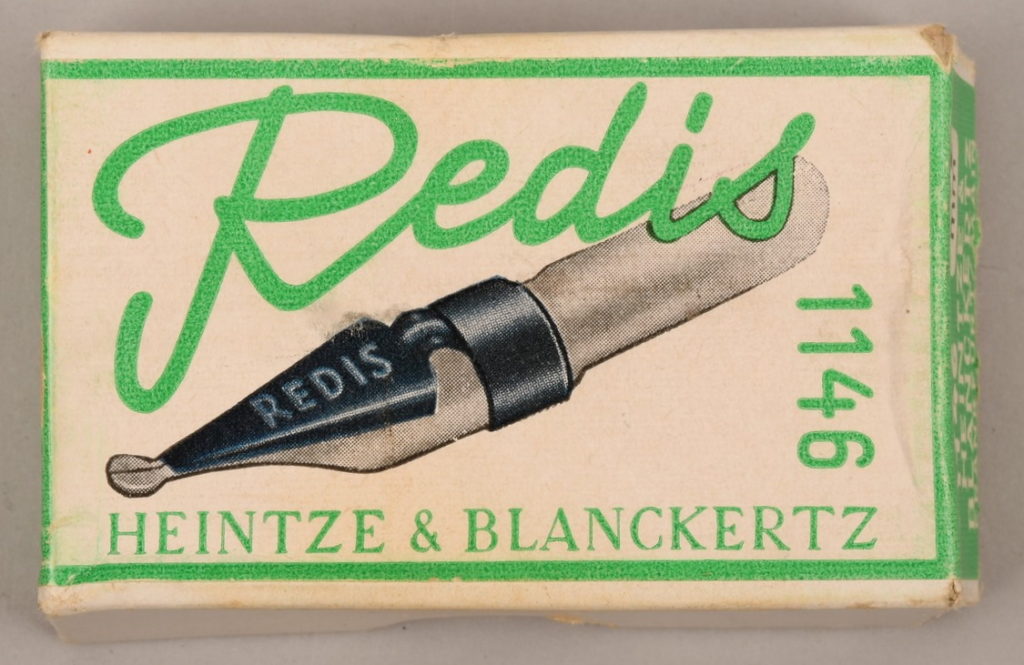 Redis
1146
REDIS
HEINTZE & BLANCKERTZ